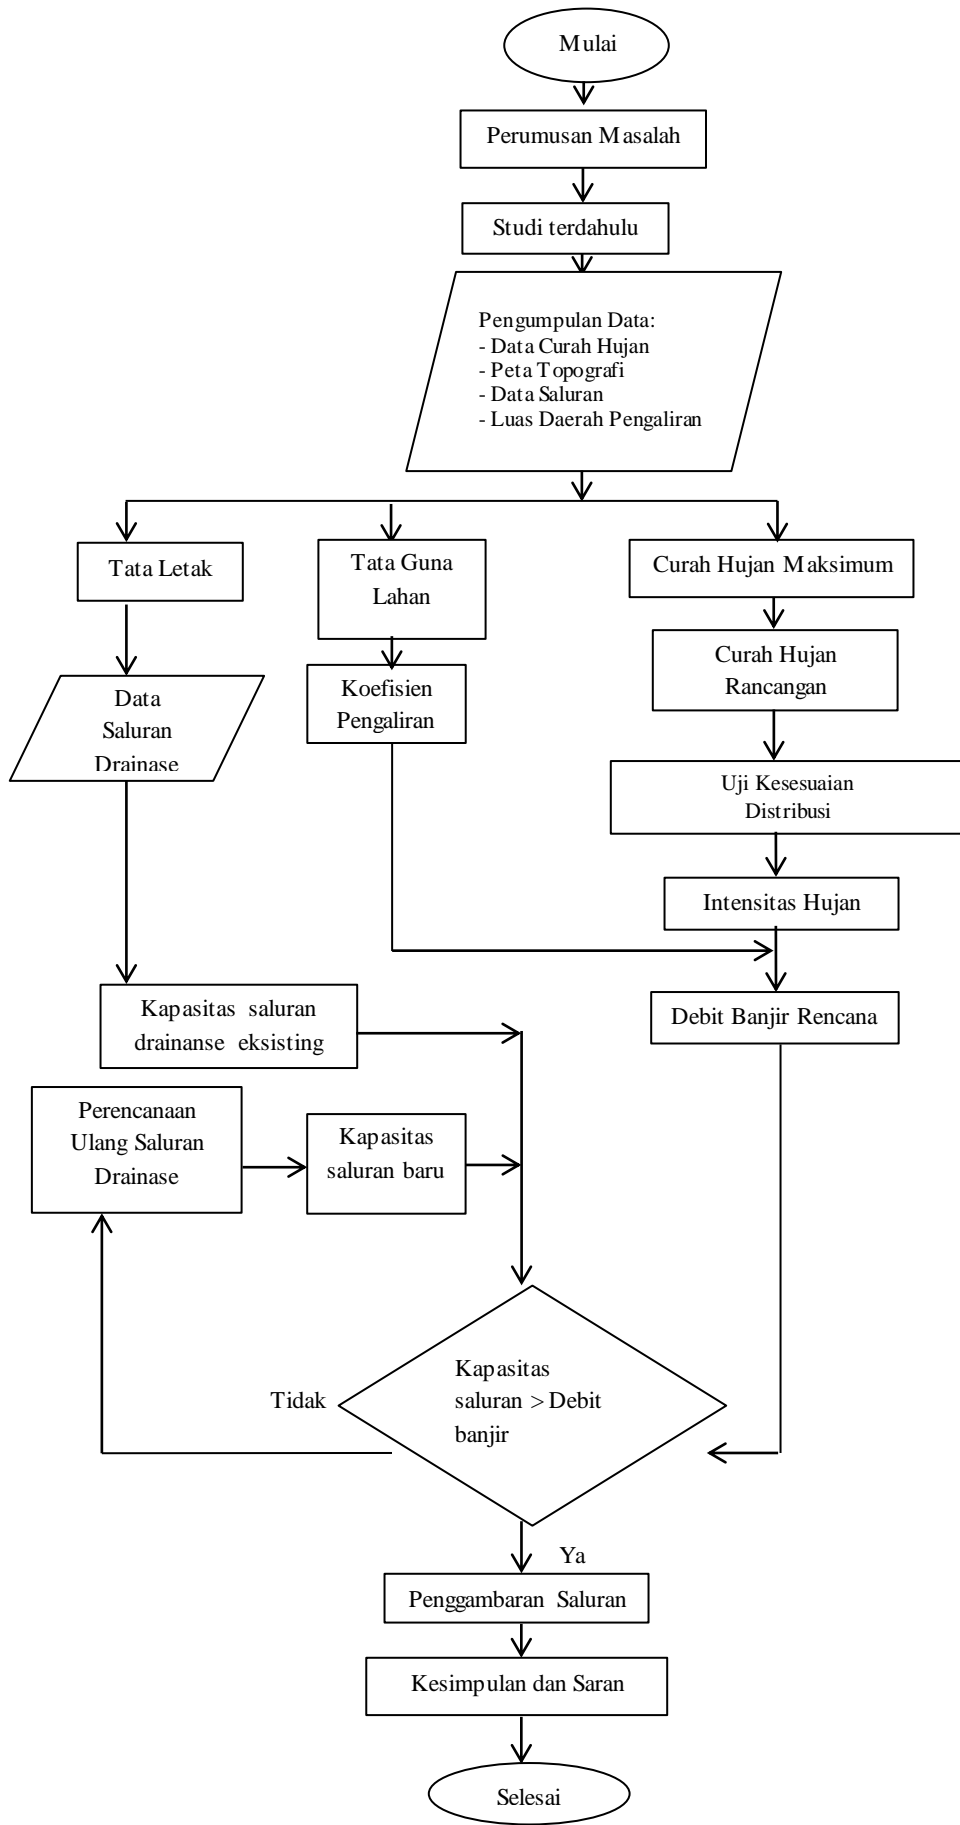 Mulai
Perumusan Masalah
Studi terdahulu
Pengumpulan Data:
- Data Curah Hujan
- Peta Topografi
- Data Saluran
- Luas Daerah Pengaliran
Tata Letak
Tata Guna
Lahan
Curah Hujan Maksimum
Curah Hujan
Rancangan
Koefisien
Pengaliran
Data
Saluran
Drainase
Uji Kesesuaian
Distribusi
Intensitas Hujan
Kapasitas saluran
drainanse eksisting
Debit Banjir Rencana
Perencanaan
Ulang Saluran
Drainase
Kapasitas
saluran baru
Kapasitas
saluran > Debit
banjir
Tidak
Ya
Penggambaran Saluran
Kesimpulan dan Saran
Selesai